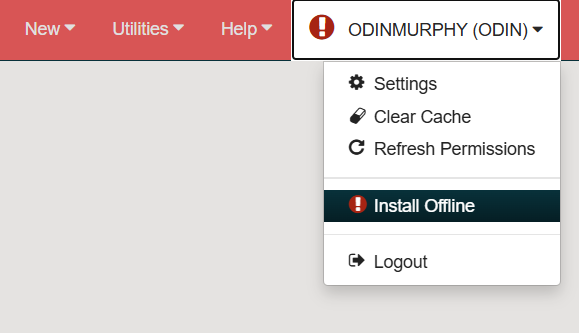 New Utilities Help ODINMURPHY (ODIN)
Settings
Clear Cache
Refresh Permissions
Install Offline
Logout